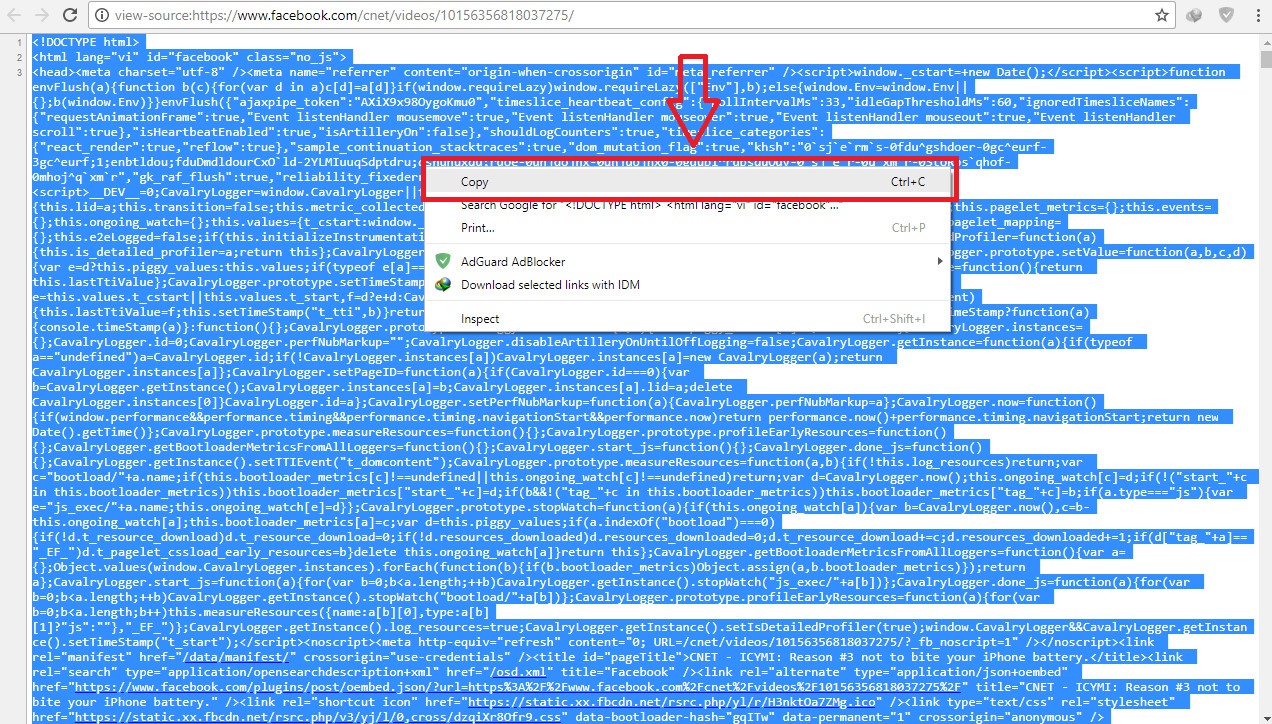 view-source:https://www.facebook.com/cnet/videos/10156356818037275/
1 <!DOCTYPE html>
2 <html lang="vi" id="facebook" class="no_js">
3 <head><meta charset="utf-8" /><meta name="referrer" content="origin-when-crossorigin" id="meta_referrer" /><script>window._cstart=+new Date();</script><script>function
envFlush(a){function b(c){for(var d in a)c[d]=a[d]}if(window.requireLazy)window.requireLazy(["Env"],b);else{window.Env=window.Env||
{};b(window.Env)}}envFlush({"ajaxpipe_token":"AXiX9x98OygoKmu0","timeslice_heartbeat_config":{"pollIntervalMs":33,"idleGapThresholdMs":60,"ignoredTimesliceNames":
{"requestAnimationFrame":true,"Event listenHandler mousemove":true,"Event listenHandler mouseover":true,"Event listenHandler mouseout":true,"Event listenHandler
scroll":true},"isHeartbeatEnabled":true,"isArtilleryOn":false},"shouldLogCounters":true,"timeslice_categories":
{"react_render":true,"reflow":true},"sample_continuation_stacktraces":true,"dom_mutation_flag":true,"khsh":"0`sj`e`rm`s-0fdu^gshdoer-0gc^eurf-
3gc^eurf;1;enbtldou;fduDmdldourCxO`ld-2YLMIuuqSdptdru;
0mhoj^q`xm`r","gk_raf_flush":true,
Copy Ctrl+C
<script>__DEV__=0;CavalryLogger=window.CavalryLogger||
Search Google for "<!DOCTYPE html> <html lang="vi" id="facebook"..."
{this.lid=a;this.transition=false;this.metric_collected
this.pagelet_metrics={};this.events=
Print... Ctrl+P
{};this.ongoing_watch={};this.values={t_cstart:window.
pagelet_mapping=
{};this.e2eLogged=false;if(this.initializeInstrumentat
Profiler=function(a)
{this.is_detailed_profiler=a;return this};CavalryLogger
Logger.prototype.setValue=function(a,b,c,d)
AdGuard AdBlocker
{var e=d?this.piggy_values:this.values;if(typeof e[a]==
=function(){return
this.lastTtiValue};CavalryLogger.prototype.setTimeStamp
Download selected links with IDM
e=this.values.t_cstart||this.values.t_start,f=d?e+d:Ca
{this.lastTtiValue=f;this.setTimeStamp("t_tti",b)}return
timeStamp?function(a)
Inspect Ctrl+Shift+I
{console.timeStamp(a)}:function(){};CavalryLogger.proto
CavalryLogger.instances=
{};CavalryLogger.id=0;CavalryLogger.perfNubMarkup="";CavalryLogger.disableArtilleryOnUntilOffLogging=false;CavalryLogger.getInstance=function(a){if(typeof
a=="undefined")a=CavalryLogger.id;if(!CavalryLogger.instances[a])CavalryLogger.instances[a]=new CavalryLogger(a);return
CavalryLogger.instances[a]};CavalryLogger.setPageID=function(a){if(CavalryLogger.id===0){var
b=CavalryLogger.getInstance();CavalryLogger.instances[a]=b;CavalryLogger.instances[a].lid=a;delete
CavalryLogger.instances[0]}CavalryLogger.id=a};CavalryLogger.setPerfNubMarkup=function(a){CavalryLogger.perfNubMarkup=a};CavalryLogger.now=function()
{if(window.performance&&performance.timing&&performance.timing.navigationStart&&performance.now)return performance.now()+performance.timing.navigationStart;return new
Date().getTime()};CavalryLogger.prototype.measureResources=function(){};CavalryLogger.prototype.profileEarlyResources=function()
{};CavalryLogger.getBootloaderMetricsFromAllLoggers=function(){};CavalryLogger.start_js=function(){};CavalryLogger.done_js=function()
{};CavalryLogger.getInstance().setTTIEvent("t_domcontent");CavalryLogger.prototype.measureResources=function(a,b){if(!this.log_resources)return;var
c="bootload/"+a.name;if(this.bootloader_metrics[c]!==undefined||this.ongoing_watch[c]!==undefined)return;var d=CavalryLogger.now();this.ongoing_watch[c]=d;if(!("start_"+c
in this.bootloader_metrics))this.bootloader_metrics["start_"+c]=d;if(b&&!("tag_"+c in this.bootloader_metrics))this.bootloader_metrics["tag_"+c]=b;if(a.type==="js"){var
e="js_exec/"+a.name;this.ongoing_watch[e]=d}};CavalryLogger.prototype.stopWatch=function(a){if(this.ongoing_watch[a]){var b=CavalryLogger.now(),c=b-
this.ongoing_watch[a];this.bootloader_metrics[a]=c;var d=this.piggy_values;if(a.indexOf("bootload")===0)
{if(!d.t_resource_download)d.t_resource_download=0;if(!d.resources_downloaded)d.resources_downloaded=0;d.t_resource_download+=c;d.resources_downloaded+=1;if(d["tag_"+a]==
"_EF_")d.t_pagelet_cssload_early_resources=b}delete this.ongoing_watch[a]}return this};CavalryLogger.getBootloaderMetricsFromAllLoggers=function(){var a=
{};Object.values(window.CavalryLogger.instances).forEach(function(b){if(b.bootloader_metrics)Object.assign(a,b.bootloader_metrics)});return
a};CavalryLogger.start_js=function(a){for(var b=0;b<a.length;++b)CavalryLogger.getInstance().stopWatch("js_exec/"+a[b])};CavalryLogger.done_js=function(a){for(var
b=0;b<a.length;++b)CavalryLogger.getInstance().stopWatch("bootload/"+a[b])};CavalryLogger.prototype.profileEarlyResources=function(a){for(var
b=0;b<a.length;b++)this.measureResources({name:a[b][0],type:a[b]
[1]?"js":""},"_EF_")};CavalryLogger.getInstance().log_resources=true;CavalryLogger.getInstance().setIsDetailedProfiler(true);window.CavalryLogger&&CavalryLogger.getInstan
ce().setTimeStamp("t_start");</script><noscript><meta http-equiv="refresh" content="0; URL=/cnet/videos/10156356818037275/?_fb_noscript=1" /></noscript><link
rel="manifest" href="/data/manifest/" crossorigin="use-credentials" /><title id="pageTitle">CNET - ICYMI: Reason #3 not to bite your iPhone battery.</title><link
rel="search" type="application/opensearchdescription+xml" href="/osd.xml" title="Facebook" /><link rel="alternate" type="application/json+oembed"
href="https://www.facebook.com/plugins/post/oembed.json/?url=https%3A%2F%2Fwww.facebook.com%2Fcnet%2Fvideos%2F10156356818037275%2F" title="CNET - ICYMI: Reason #3 not to
bite your iPhone battery." /><link rel="shortcut icon" href="https://static.xx.fbcdn.net/rsrc.php/yl/r/H3nktOa7ZMg.ico" /><link type="text/css" rel="stylesheet"
href="https://static.xx.fbcdn.net/rsrc.php/v3/yj/l/0,cross/dzqiXr8Ofr9.css" data-bootloader-hash="gqITw" data-permanent="1" crossorigin="anonymous" />